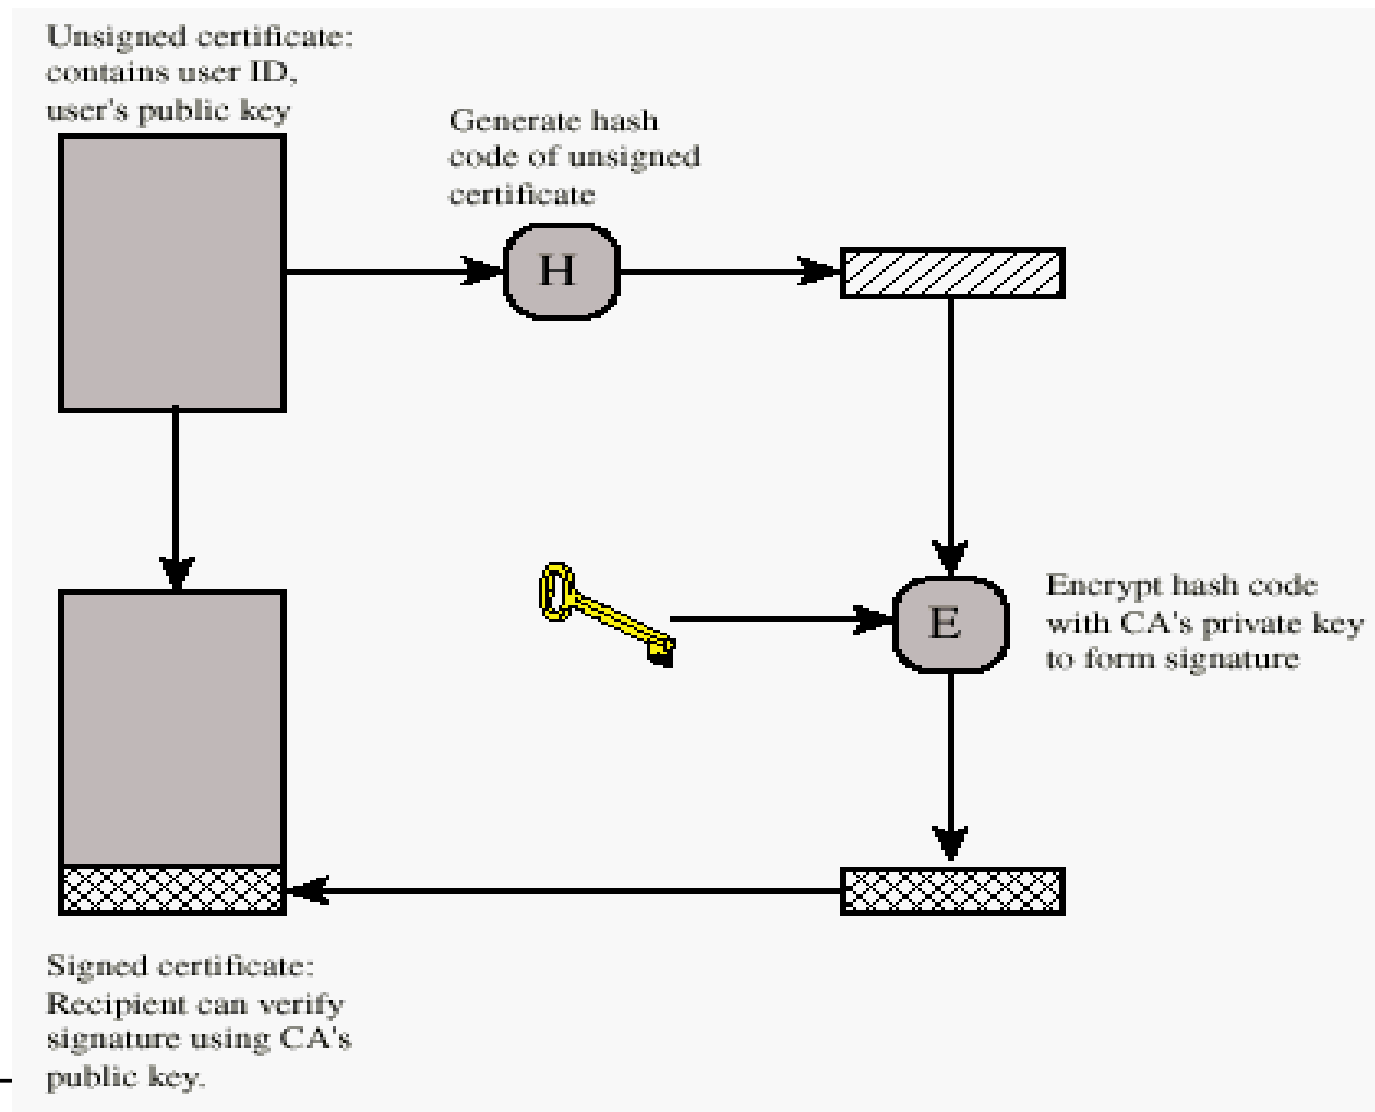 Unsigned certificate:
contains user ID,
user's public key
Generate hash
code of unsigned
certificate
H
E
Encrypt hash code
with CA's private key
to form signature
Signed certificate:
Recipient can verify
signature using CA's
public key.